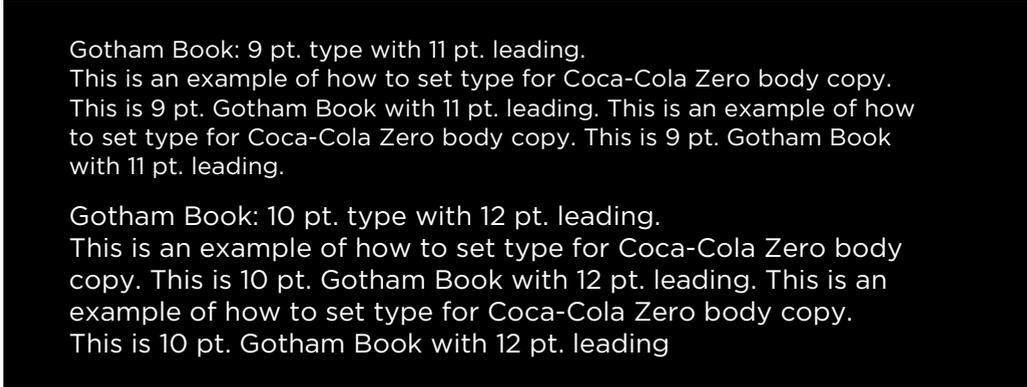 Gotham Book: 9 pt. type with 11 pt. leading.
This is an example of how to set type for Coca-Cola Zero body copy.
This is 9 pt. Gotham Book with 11 pt. leading. This is an example of how
to set type for Coca-Cola Zero body copy. This is 9 pt. Gotham Book
with 11 pt. leading.
Gotham Book: 10 pt. type with 12 pt. leading.
This is an example of how to set type for Coca-Cola Zero body
copy. This is 10 pt. Gotham Book with 12 pt. leading. This is an
example of how to set type for Coca-Cola Zero body copy.
This is 10 pt. Gotham Book with 12 pt. leading